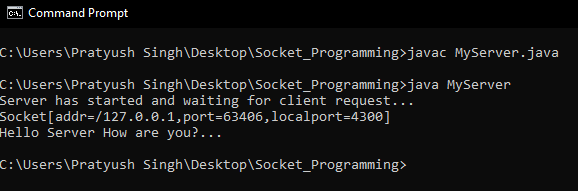 Command Prompt
C:\Users\Pratyush Singh\Desktop\Socket_Programming>javac MyServer.java
C:\Users\Pratyush Singh\Desktop\Socket_Programming>java MyServer
Server has started and waiting for client request...
Socket[addr=/127.0.0.1,port=63406,localport=4300]
Hello Server How are you?...
C:\Users\Pratyush Singh\Desktop\Socket_Programming>